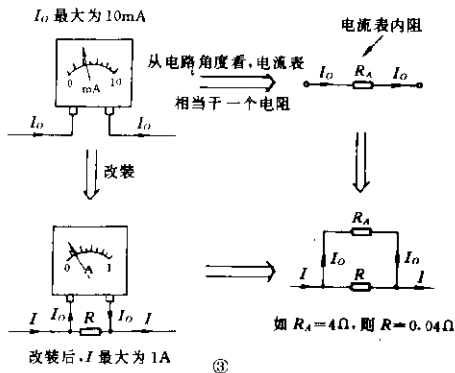 I₀ 最大为 10mA
0 10
mA
I₀ I₀
改装
从电路角度看,电流表
相当于一个电阻
电流表内阻
I₀ R_A I₀
0 1
A
I I₀ R I₀ I
改装后,I 最大为 1A
R_A
I I₀ R I₀ I
如 R_A=4Ω,则 R=0.04Ω
③